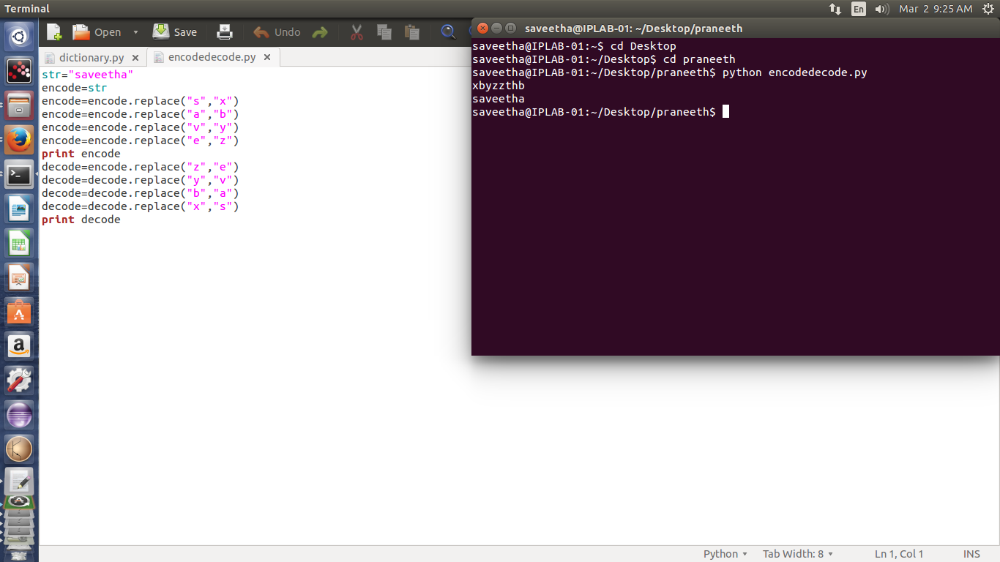 Terminal
En
Mar 2 9:25 AM
Open
Save
Undo
dictionary.py
encodedecode.py
str="saveetha"
encode=str
encode=encode.replace("s","x")
encode=encode.replace("a","b")
encode=encode.replace("v","y")
encode=encode.replace("e","z")
print encode
decode=encode.replace("z","e")
decode=decode.replace("y","v")
decode=decode.replace("b","a")
decode=decode.replace("x","s")
print decode
saveetha@IPLAB-01: ~/Desktop/praneeth
saveetha@IPLAB-01:~$ cd Desktop
saveetha@IPLAB-01:~/Desktop$ cd praneeth
saveetha@IPLAB-01:~/Desktop/praneeth$ python encodedecode.py
xbyzzthb
saveetha
saveetha@IPLAB-01:~/Desktop/praneeth$
Python
Tab Width: 8
Ln 1, Col 1
INS